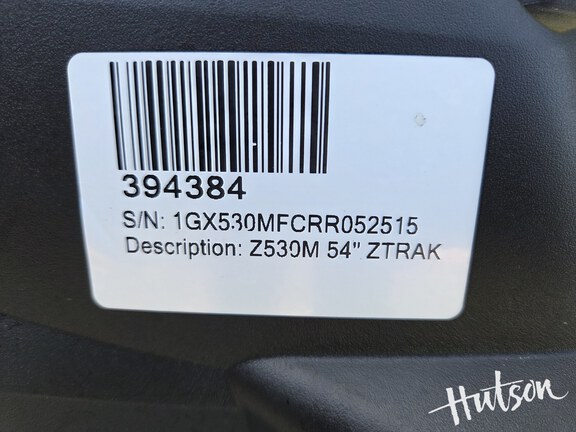 394384
S/N: 1GX530MFCRR052515
Description: Z530M 54" ZTRAK
Hutson